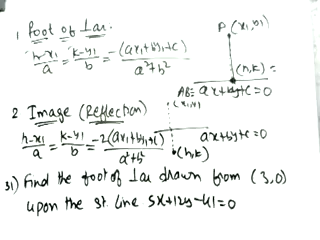 1. Foot of ⊥ar:
P(x₁,y₁)
(h-x₁)/a = (k-y₁)/b = -(ax₁+by₁+c)/(a²+b²)
(h,k) =
AB ≡ ax+by+c=0
2 Image (Reflection)
(x₁,y₁)
(h-x₁)/a = (k-y₁)/b = -2(ax₁+by₁+c)/(a²+b²)
ax+by+c=0
(h,k)
31) Find the foot of ⊥ar drawn from (3,0)
upon the st. line 5x+12y-41=0